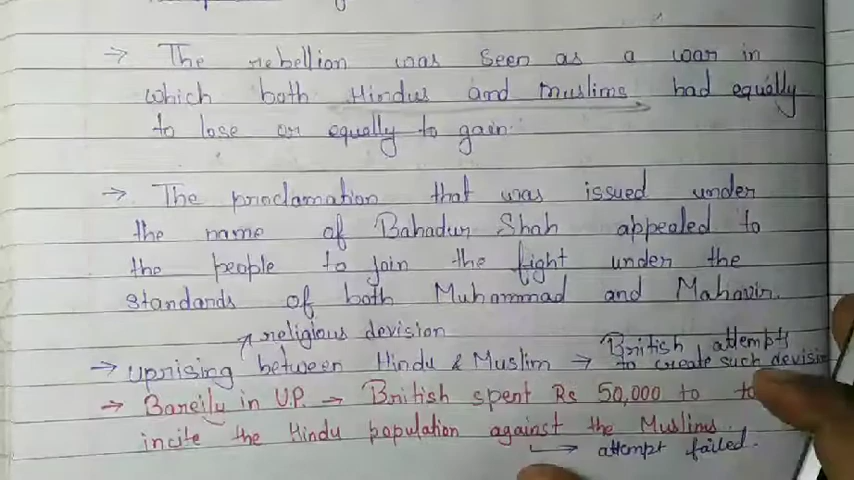 → The rebellion was seen as a war in
which both Hindus and muslims had equally
to lose or equally to gain.
→ The proclamation that was issued under
the name of Bahadur Shah appealed to
the people to join the fight under the
standards of both Muhammad and Mahavir.
religious devision
→ uprising between Hindu & Muslim → British attempts
to create such devision
→ Bareily in U.P. → British spent Rs 50,000 to to
incite the Hindu population against the Muslims.
→ attempt failed.